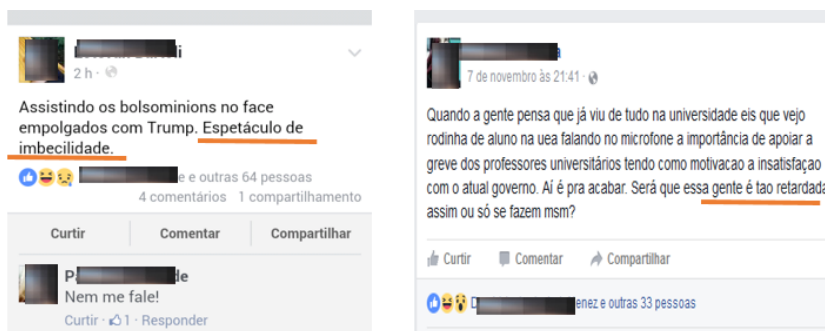 2 h ·
Assistindo os bolsominions no face
empolgados com Trump. Espetáculo de
imbecilidade.
e e outras 64 pessoas
4 comentários 1 compartilhamento
Curtir Comentar Compartilhar
Nem me fale!
Curtir · 1 · Responder
7 de novembro às 21:41 ·
Quando a gente pensa que já viu de tudo na universidade eis que vejo
rodinha de aluno na uea falando no microfone a importância de apoiar a
greve dos professores universitários tendo como motivacao a insatisfaçao
com o atual governo. Aí é pra acabar. Será que essa gente é tao retardada
assim ou só se fazem msm?
Curtir Comentar Compartilhar
enez e outras 33 pessoas